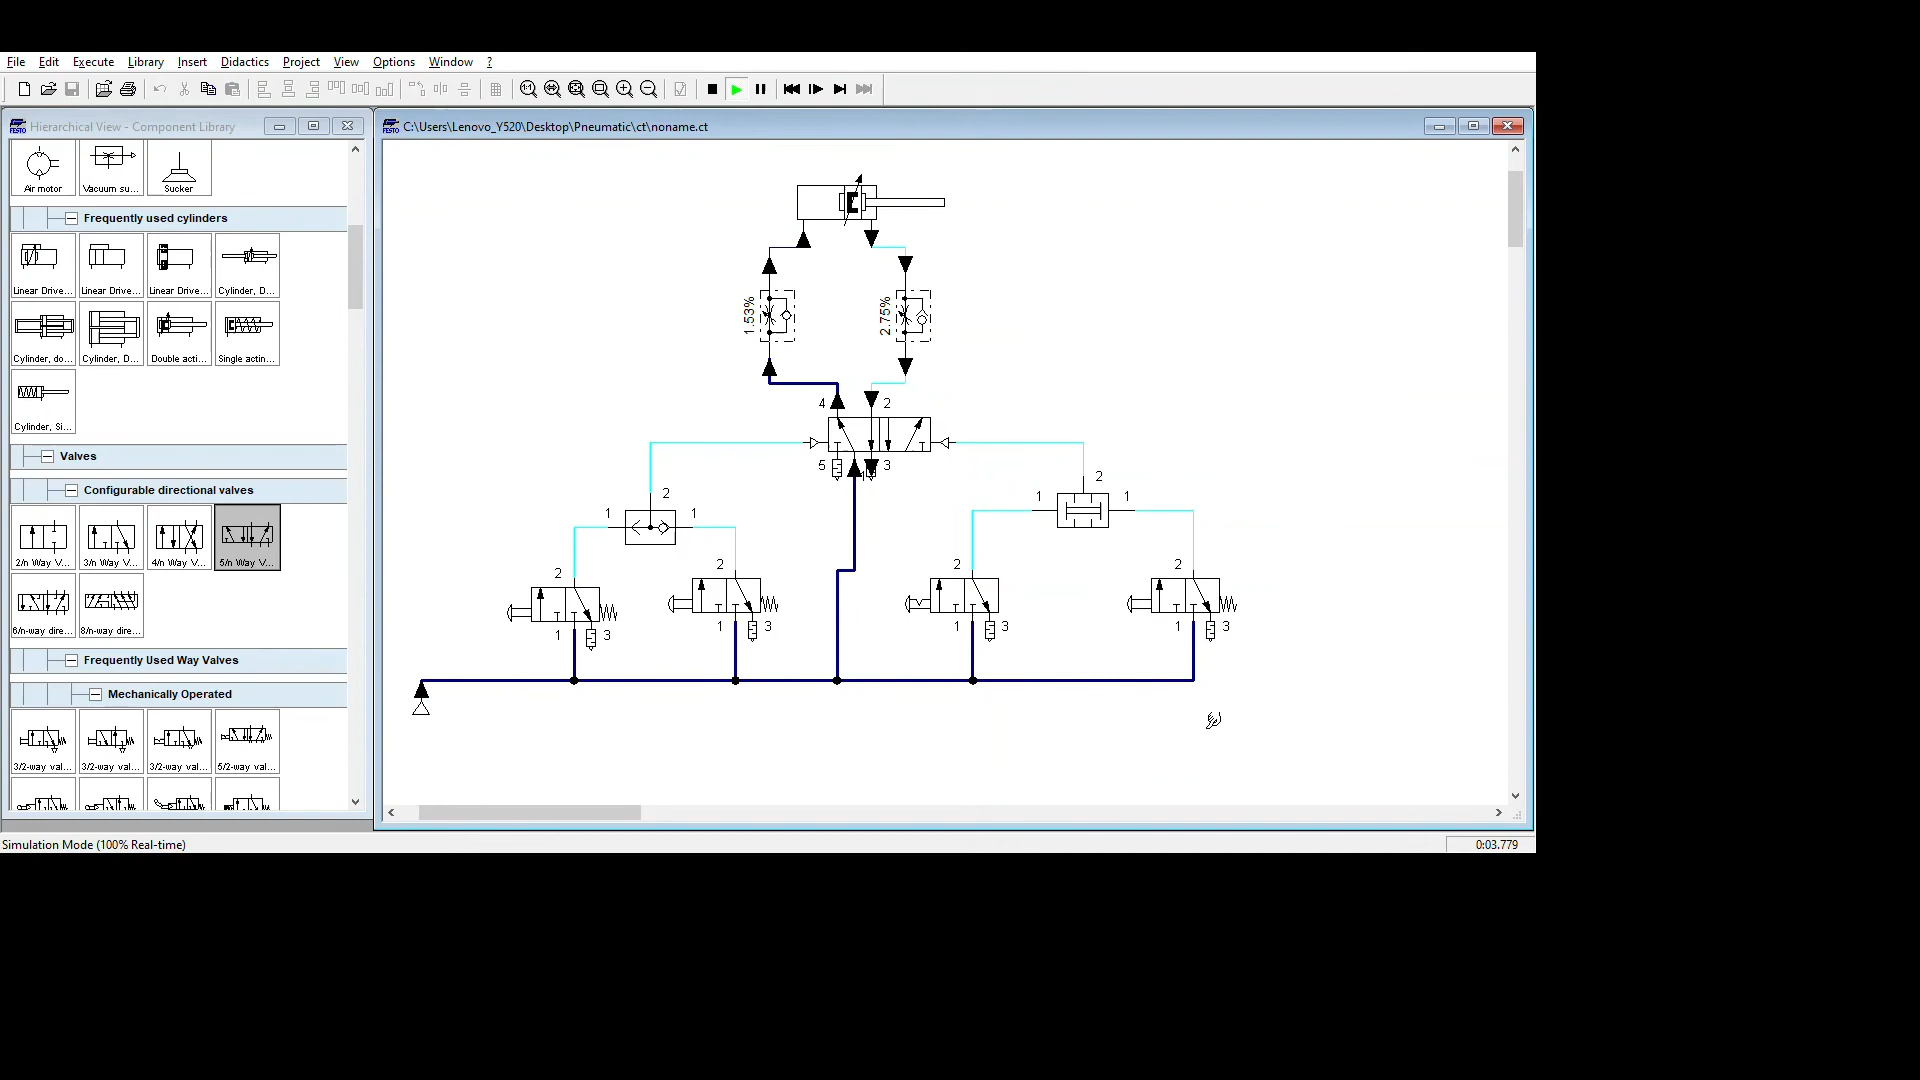 File Edit Execute Library Insert Didactics Project View Options Window ?
FESTO Hierarchical View - Component Library
FESTO C:\Users\Lenovo_Y520\Desktop\Pneumatic\ct\noname.ct
Air motor Vacuum su... Sucker
Frequently used cylinders
Linear Drive... Linear Drive... Linear Drive... Cylinder, D...
Cylinder, do... Cylinder, D... Double acti... Single actin...
Cylinder, Si...
Valves
Configurable directional valves
2/n Way V... 3/n Way V... 4/n Way V... 5/n Way V...
6/n-way dire... 8/n-way dire...
Frequently Used Way Valves
Mechanically Operated
3/2-way val... 3/2-way val... 3/2-way val... 5/2-way val...
1.53% 2.75%
4 2
5 1 3
2 2
1 1 1 1
2 2 2 2
1 3 1 3 1 3 1 3
Simulation Mode (100% Real-time) 0:03.779